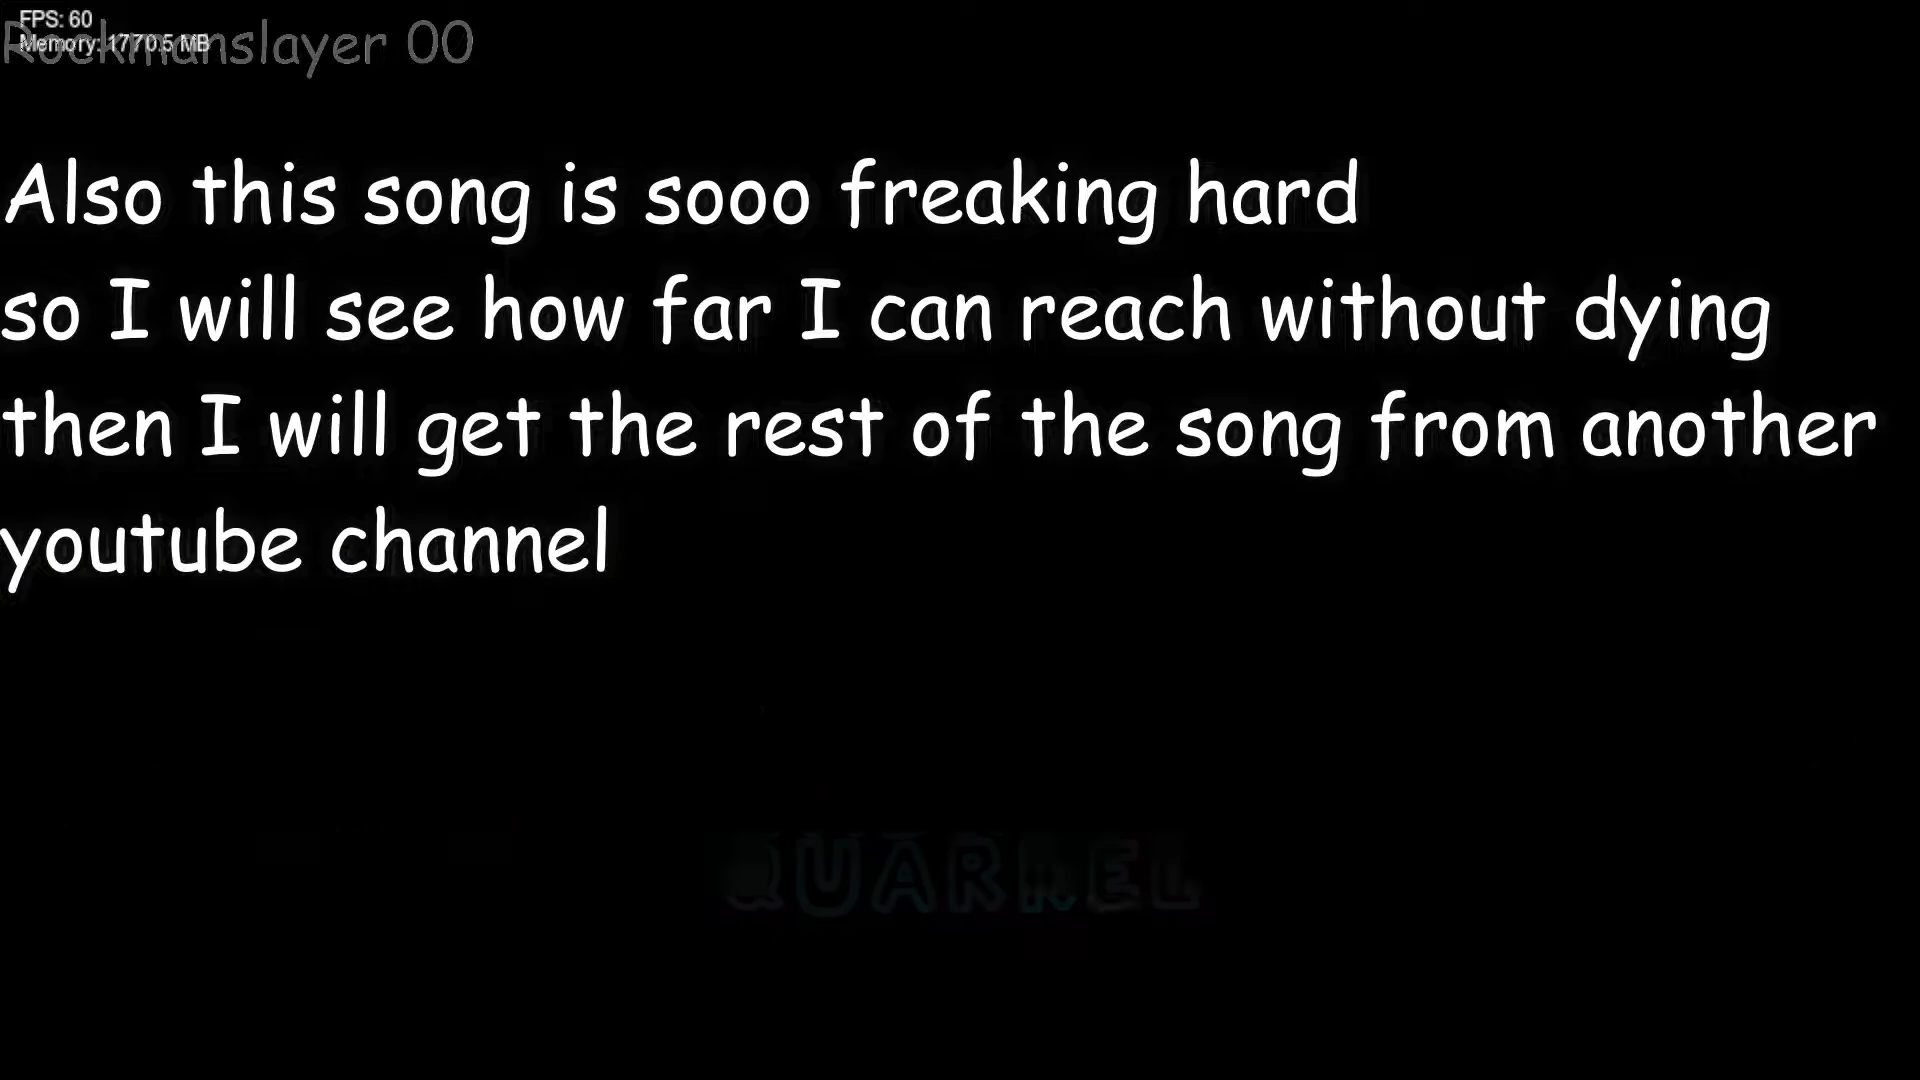 FPS: 60
Memory: 1770.5 MB
Rockmanslayer 00
Also this song is sooo freaking hard
so I will see how far I can reach without dying
then I will get the rest of the song from another
youtube channel
QUARREL